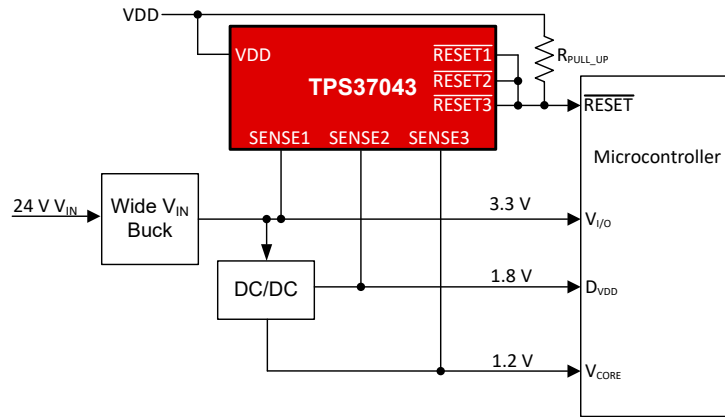 VDD
VDD
RESET1
RESET2
RESET3
TPS37043
SENSE1 SENSE2 SENSE3
RPULL_UP
RESET
Microcontroller
24 V VIN
Wide VIN
Buck
3.3 V
VI/O
DC/DC
1.8 V
DVDD
1.2 V
VCORE